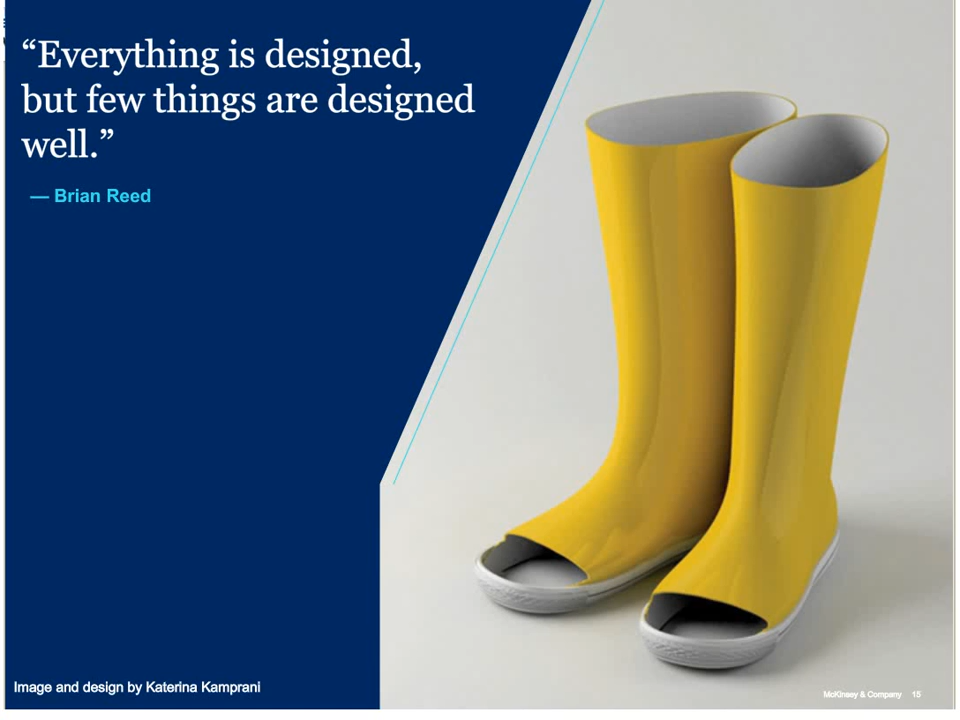 “Everything is designed,
but few things are designed
well.”
— Brian Reed
Image and design by Katerina Kamprani
McKinsey & Company 15